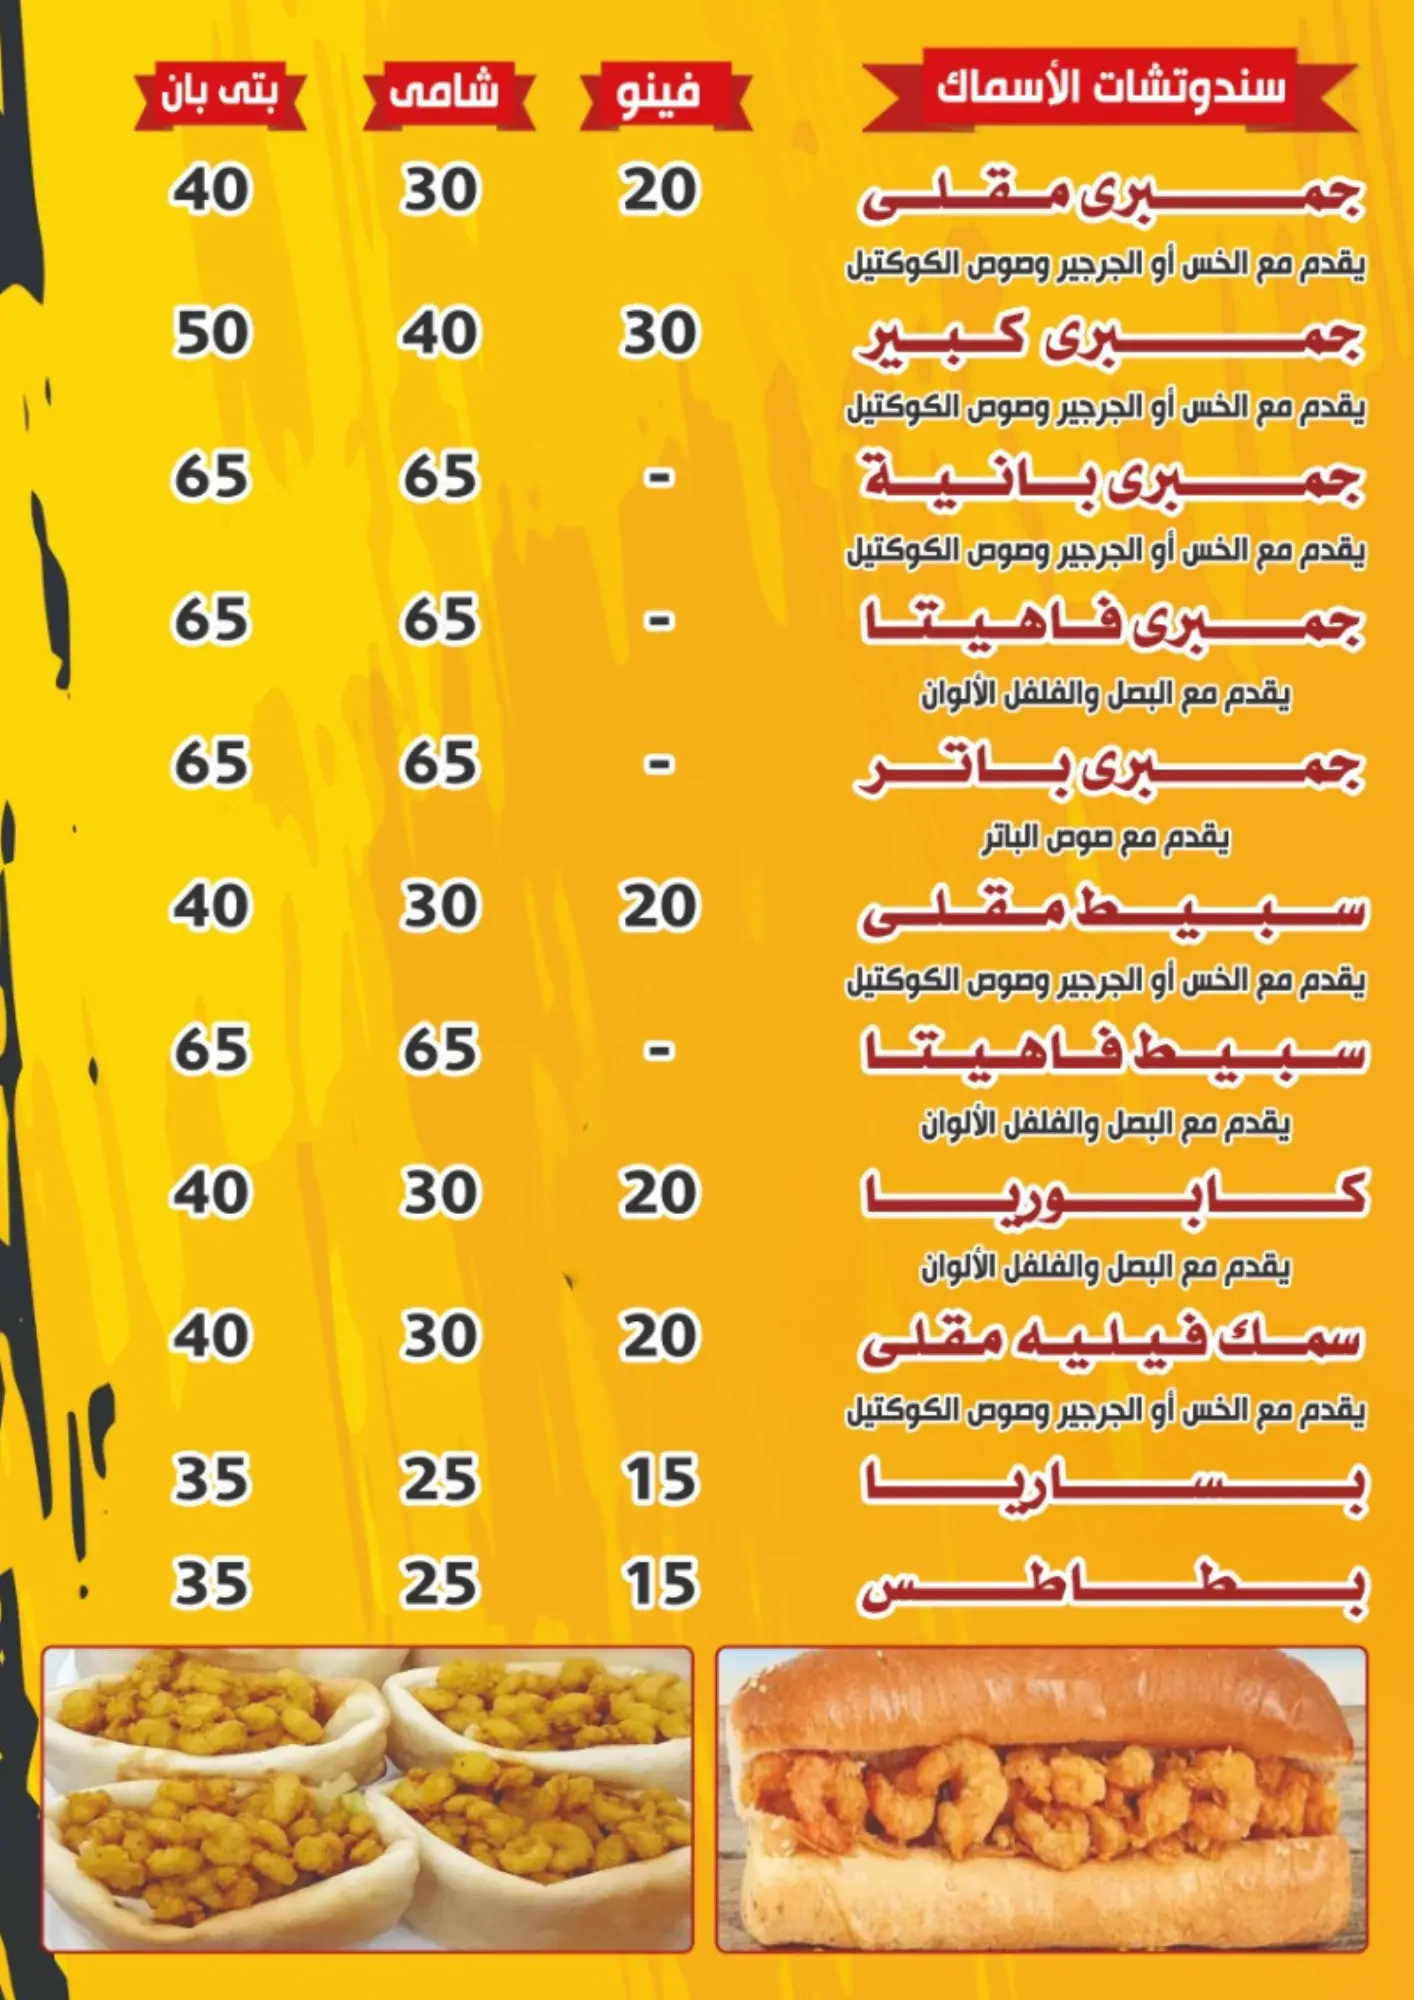 سندوتشات الأسماك فينو شامى بتى بان
جمبرى مقلى 20 30 40
يقدم مع الخس أو الجرجير وصوص الكوكتيل
جمبرى كبير 30 40 50
يقدم مع الخس أو الجرجير وصوص الكوكتيل
جمبرى بانية - 65 65
يقدم مع الخس أو الجرجير وصوص الكوكتيل
جمبرى فاهيتا - 65 65
يقدم مع البصل والفلفل الألوان
جمبرى باتر - 65 65
يقدم مع صوص الباتر
سبيط مقلى 20 30 40
يقدم مع الخس أو الجرجير وصوص الكوكتيل
سبيط فاهيتا - 65 65
يقدم مع البصل والفلفل الألوان
كابوريا 20 30 40
يقدم مع البصل والفلفل الألوان
سمك فيليه مقلى 20 30 40
يقدم مع الخس أو الجرجير وصوص الكوكتيل
بساريا 15 25 35
بطاطس 15 25 35